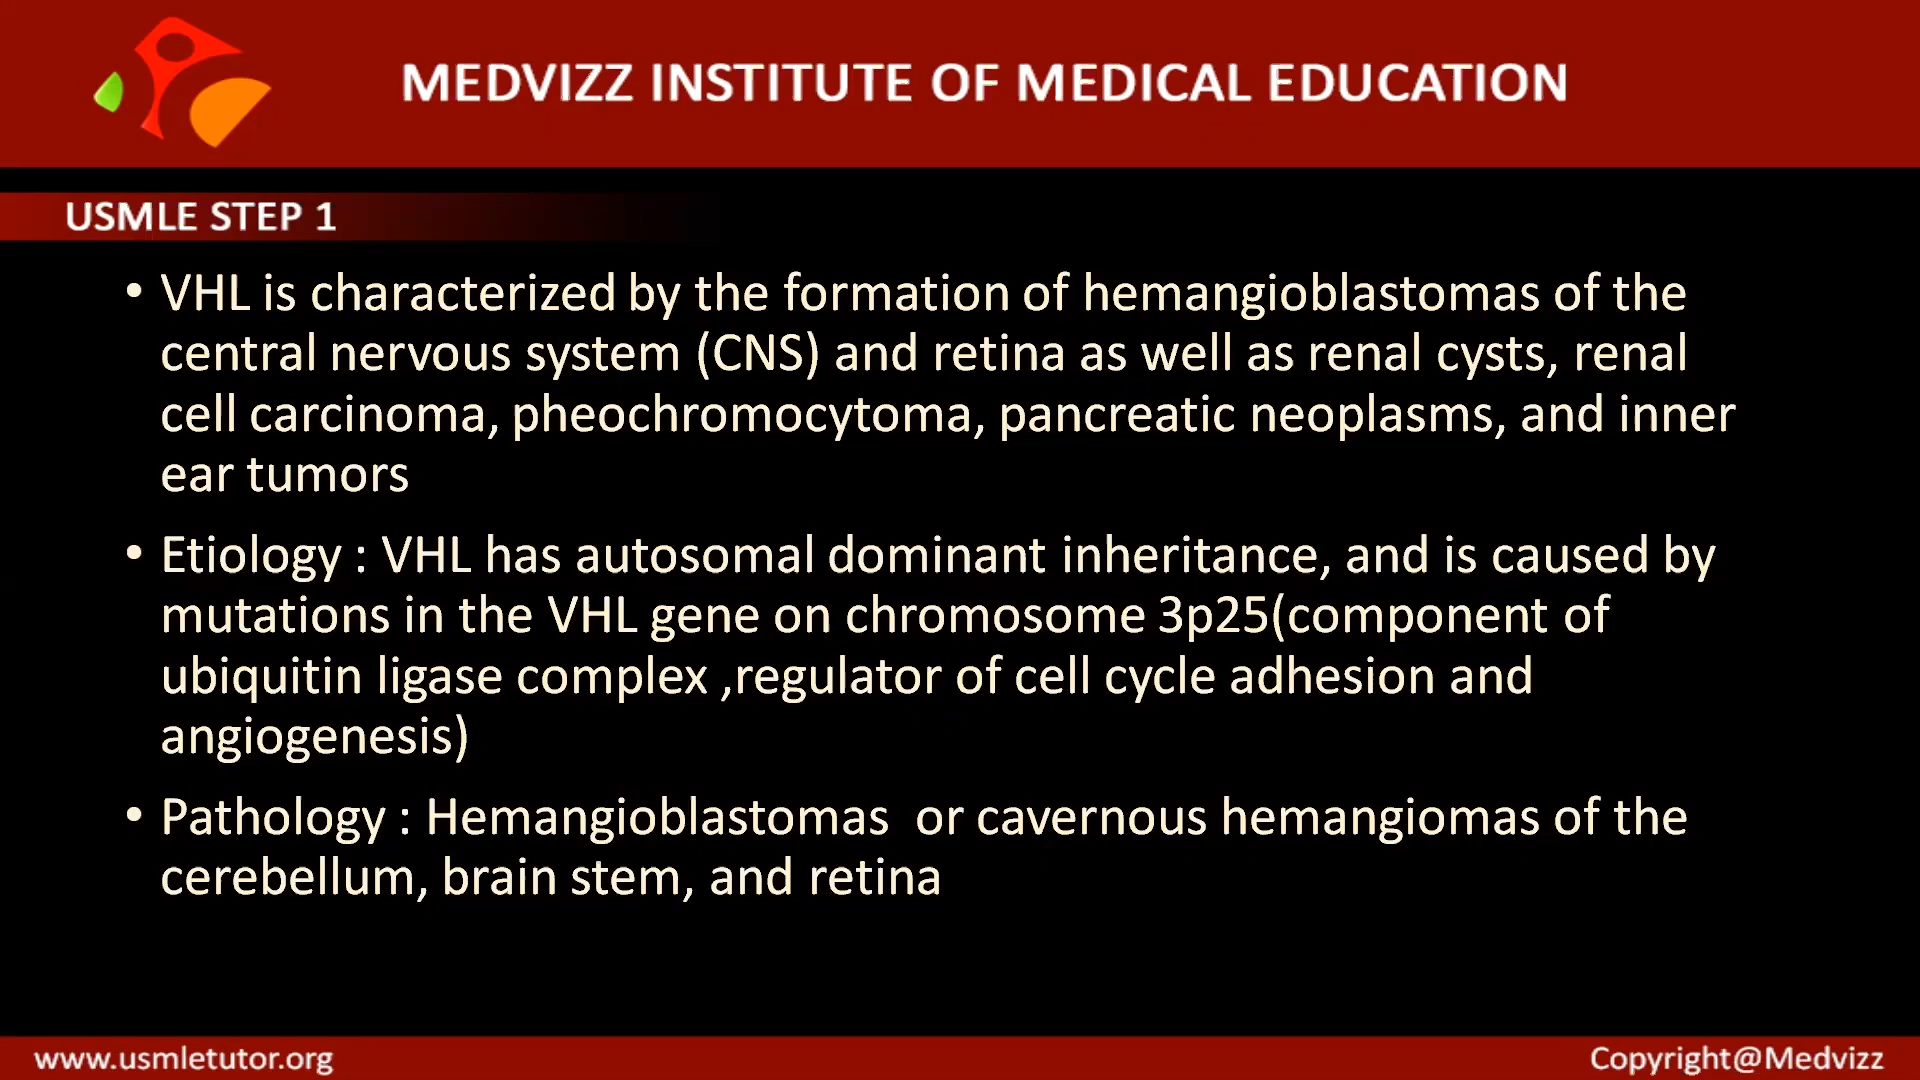 MEDVIZZ INSTITUTE OF MEDICAL EDUCATION
USMLE STEP 1
• VHL is characterized by the formation of hemangioblastomas of the
central nervous system (CNS) and retina as well as renal cysts, renal
cell carcinoma, pheochromocytoma, pancreatic neoplasms, and inner
ear tumors
• Etiology : VHL has autosomal dominant inheritance, and is caused by
mutations in the VHL gene on chromosome 3p25(component of
ubiquitin ligase complex ,regulator of cell cycle adhesion and
angiogenesis)
• Pathology : Hemangioblastomas  or cavernous hemangiomas of the
cerebellum, brain stem, and retina
www.usmletutor.org
Copyright@Medvizz